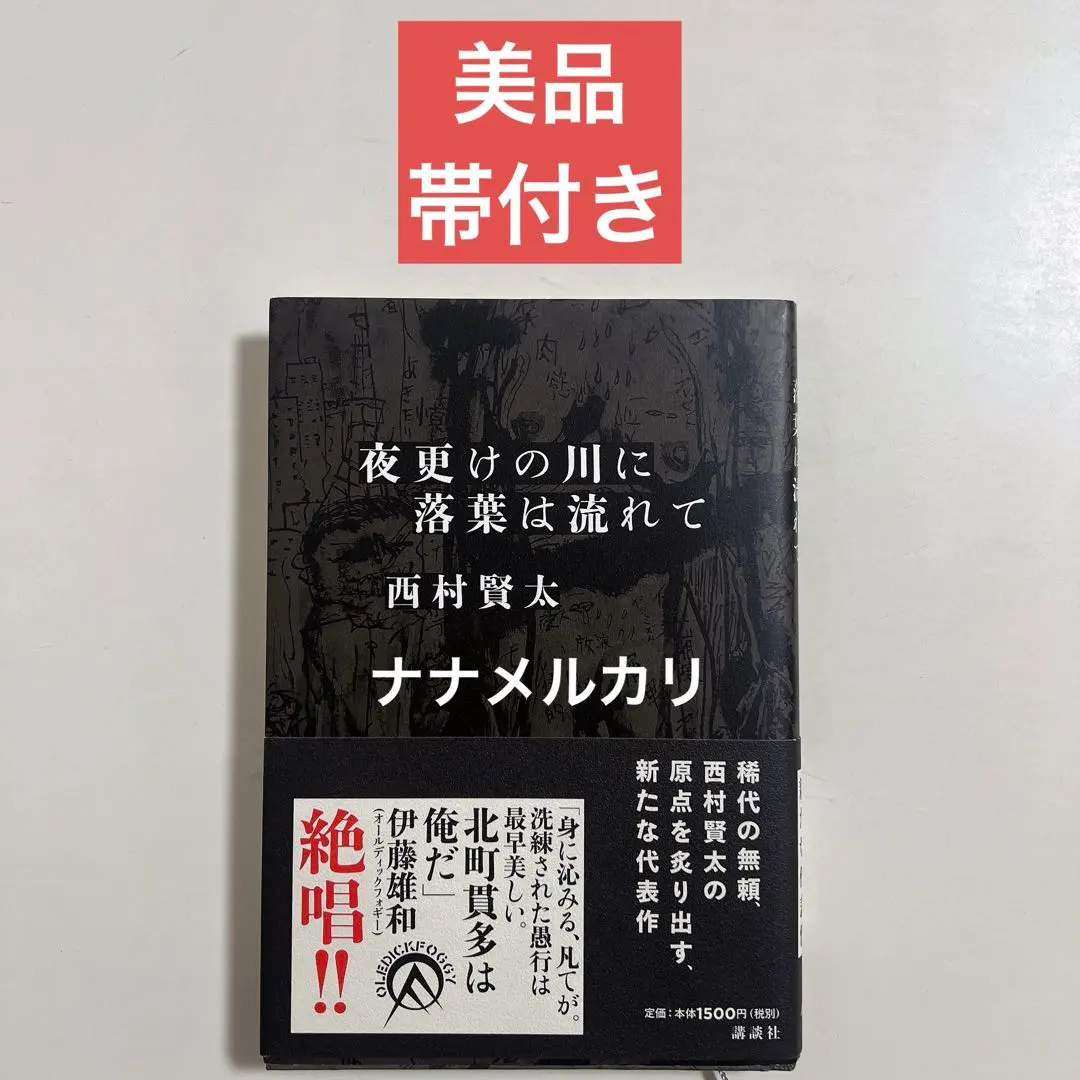 美品
帯付き
夜更けの川に
落葉は流れて
西村賢太
ナナメルカリ
稀代の無頼、
西村賢太の
原点を炙り出す、
新たな代表作
「身に沁みる、凡てが。
洗練された愚行は
最早美しい。
北町貫多は
俺だ」
伊藤雄和
(オールディックフォギー)
絶唱!!
OLEDICKFOGGY
定価:本体1500円(税別)
講談社
肉
慾